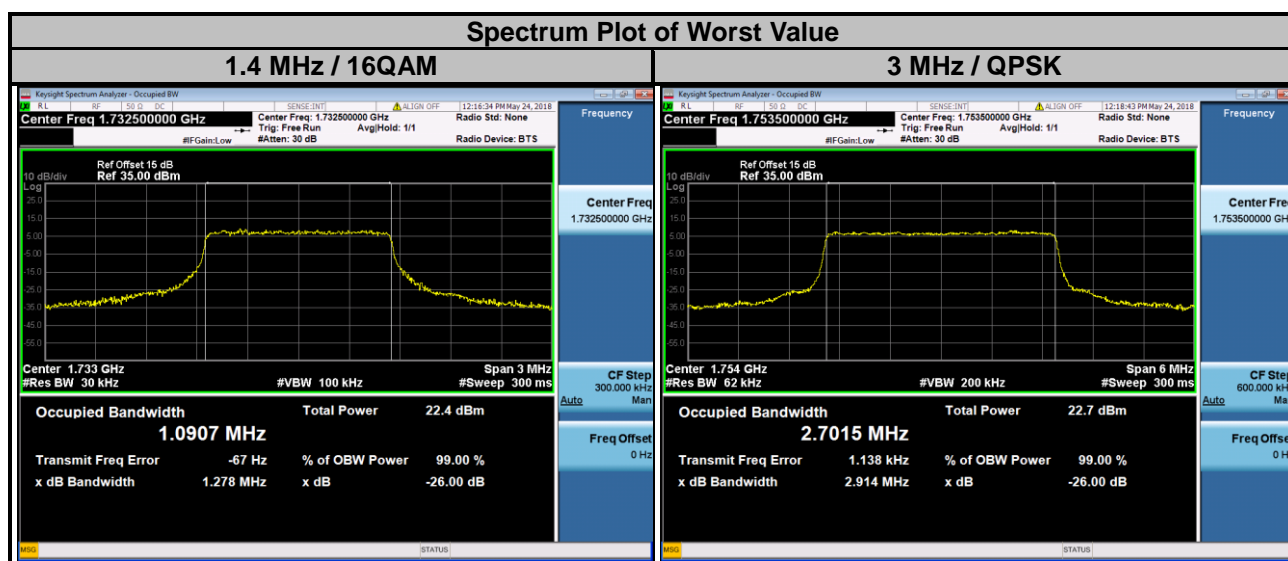 Spectrum Plot of Worst Value
1.4 MHz / 16QAM
Keysight Spectrum Analyzer - Occupied BW
RL RF 50 Ω DC SENSE:INT ALIGN OFF 12:16:34 PM May 24, 2018
Center Freq 1.732500000 GHz Center Freq: 1.732500000 GHz Radio Std: None Frequency
Trig: Free Run Avg|Hold: 1/1
#IFGain:Low #Atten: 30 dB Radio Device: BTS
Ref Offset 15 dB
10 dB/div Ref 35.00 dBm
Log
25.0
15.0
5.00
-5.00
-15.0
-25.0
-35.0
-45.0
-55.0
Center Freq
1.732500000 GHz
Center 1.733 GHz Span 3 MHz
#Res BW 30 kHz #VBW 100 kHz #Sweep 300 ms
CF Step
300.000 kHz
Auto Man
Occupied Bandwidth Total Power 22.4 dBm
1.0907 MHz
Transmit Freq Error -67 Hz % of OBW Power 99.00 %
x dB Bandwidth 1.278 MHz x dB -26.00 dB
Freq Offset
0 Hz
MSG STATUS
3 MHz / QPSK
Keysight Spectrum Analyzer - Occupied BW
RL RF 50 Ω DC SENSE:INT ALIGN OFF 12:18:43 PM May 24, 2018
Center Freq 1.753500000 GHz Center Freq: 1.753500000 GHz Radio Std: None Frequency
Trig: Free Run Avg|Hold: 1/1
#IFGain:Low #Atten: 30 dB Radio Device: BTS
Ref Offset 15 dB
10 dB/div Ref 35.00 dBm
Log
25.0
15.0
5.00
-5.00
-15.0
-25.0
-35.0
-45.0
-55.0
Center Fre
1.753500000 GH
Center 1.754 GHz Span 6 MHz
#Res BW 62 kHz #VBW 200 kHz #Sweep 300 ms
CF Step
600.000 kH
Auto Ma
Occupied Bandwidth Total Power 22.7 dBm
2.7015 MHz
Transmit Freq Error 1.138 kHz % of OBW Power 99.00 %
x dB Bandwidth 2.914 MHz x dB -26.00 dB
Freq Offse
0 H
MSG STATUS